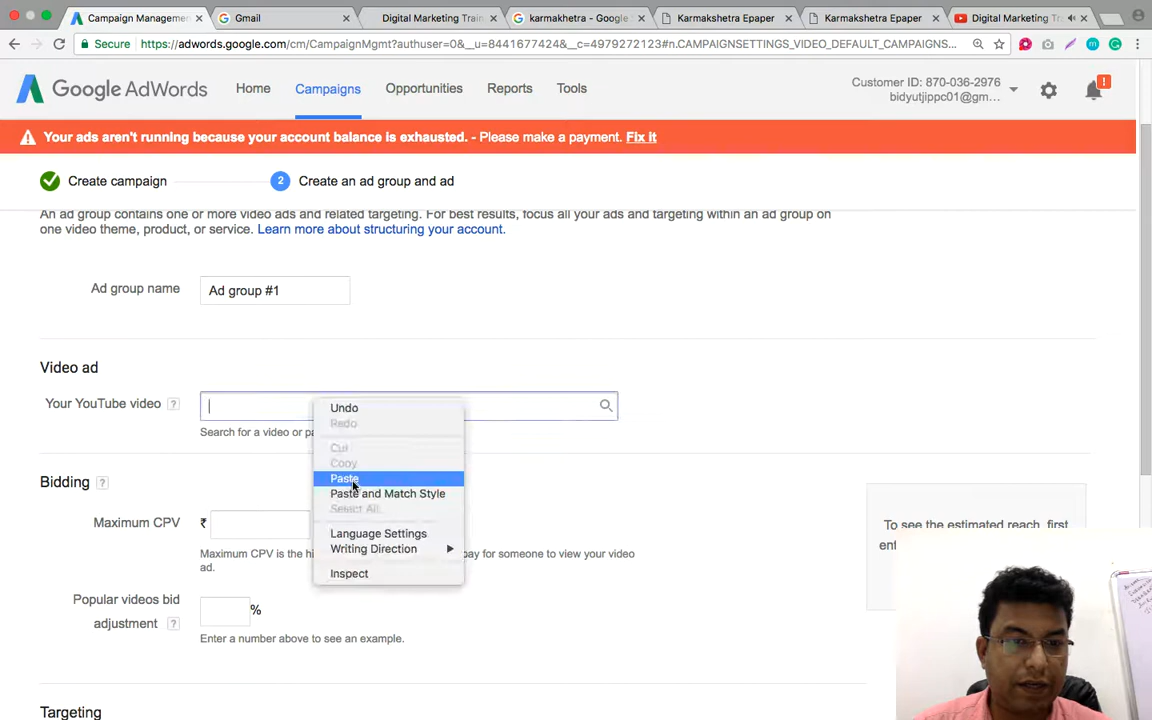 Campaign Managemen
Gmail
Digital Marketing Train
karmakhetra - Google
Karmakshetra Epaper
Karmakshetra Epaper
Digital Marketing Tr
Secure
https://adwords.google.com/cm/CampaignMgmt?authuser=0&__u=8441677424&__c=4979272123#n.CAMPAIGNSETTINGS_VIDEO_DEFAULT_CAMPAIGNS...
Google AdWords
Home
Campaigns
Opportunities
Reports
Tools
Customer ID: 870-036-2976
bidyutjippc01@gm...
Your ads aren't running because your account balance is exhausted. - Please make a payment. Fix it
Create campaign
2 Create an ad group and ad
An ad group contains one or more video ads and related targeting. For best results, focus all your ads and targeting within an ad group on
one video theme, product, or service. Learn more about structuring your account.
Ad group name
Ad group #1
Video ad
Your YouTube video ?
Search for a video or pa
Undo
Redo
Cut
Copy
Paste
Paste and Match Style
Select All
Language Settings
Writing Direction
Inspect
Bidding ?
Maximum CPV ₹
Maximum CPV is the hi
pay for someone to view your video
ad.
Popular videos bid
adjustment ?
%
Enter a number above to see an example.
To see the estimated reach, first
Targeting